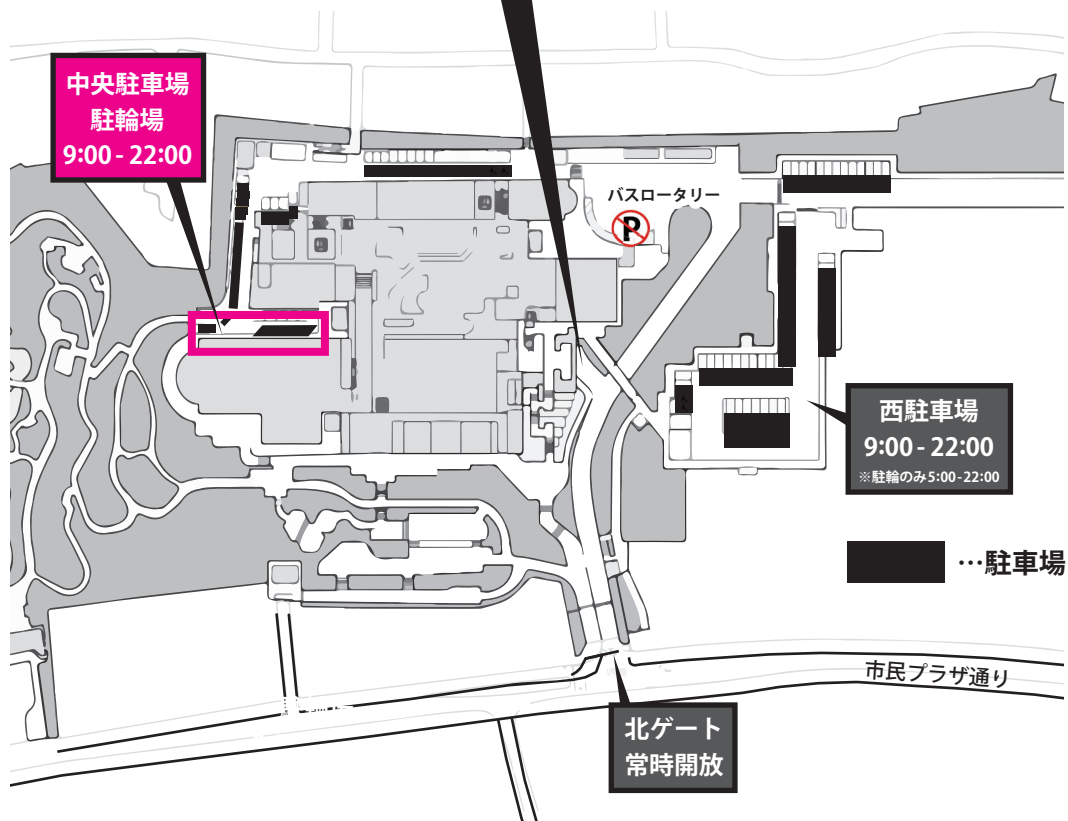 中央駐車場
駐輪場
9:00 - 22:00
バスロータリー
P
西駐車場
9:00 - 22:00
※駐輪のみ5:00-22:00
…駐車場
市民プラザ通り
北ゲート
常時開放